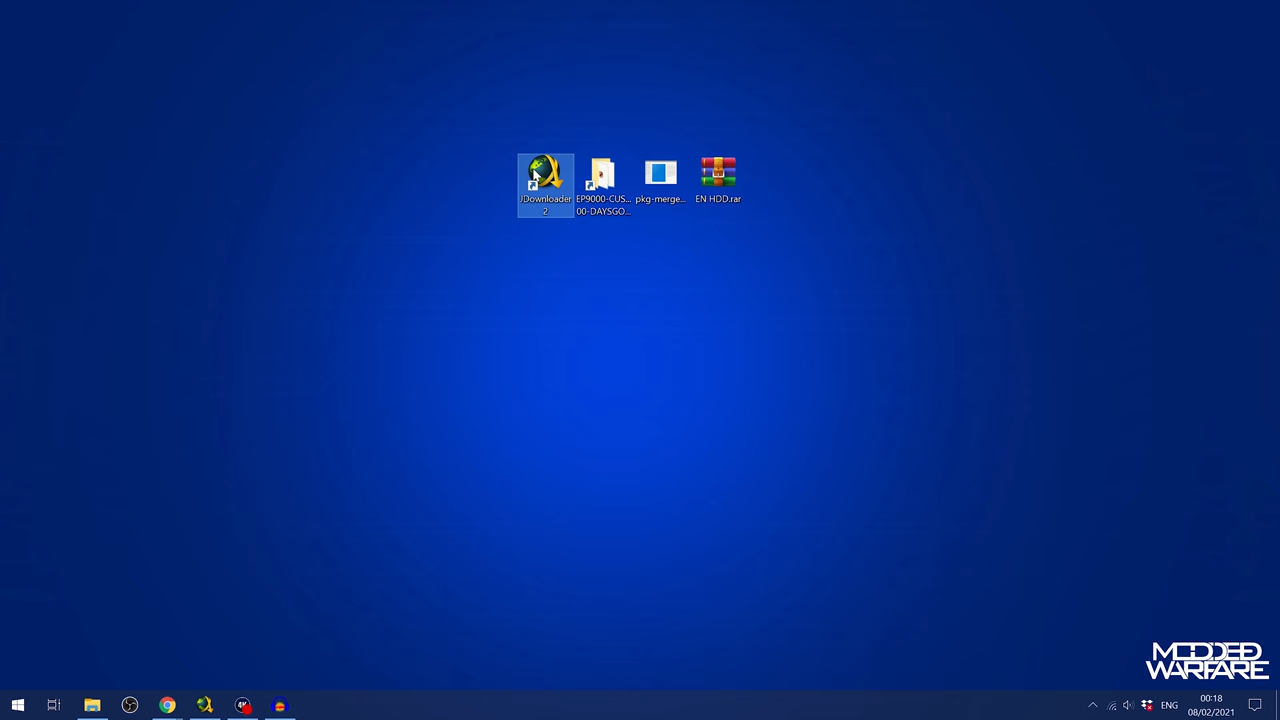 JDownloader
2
EP9000-CUS...
00-DAYSGO...
pkg-merge...
EN HDD.rar
MODDED
WARFARE
4K
ENG
00:18
08/02/2021